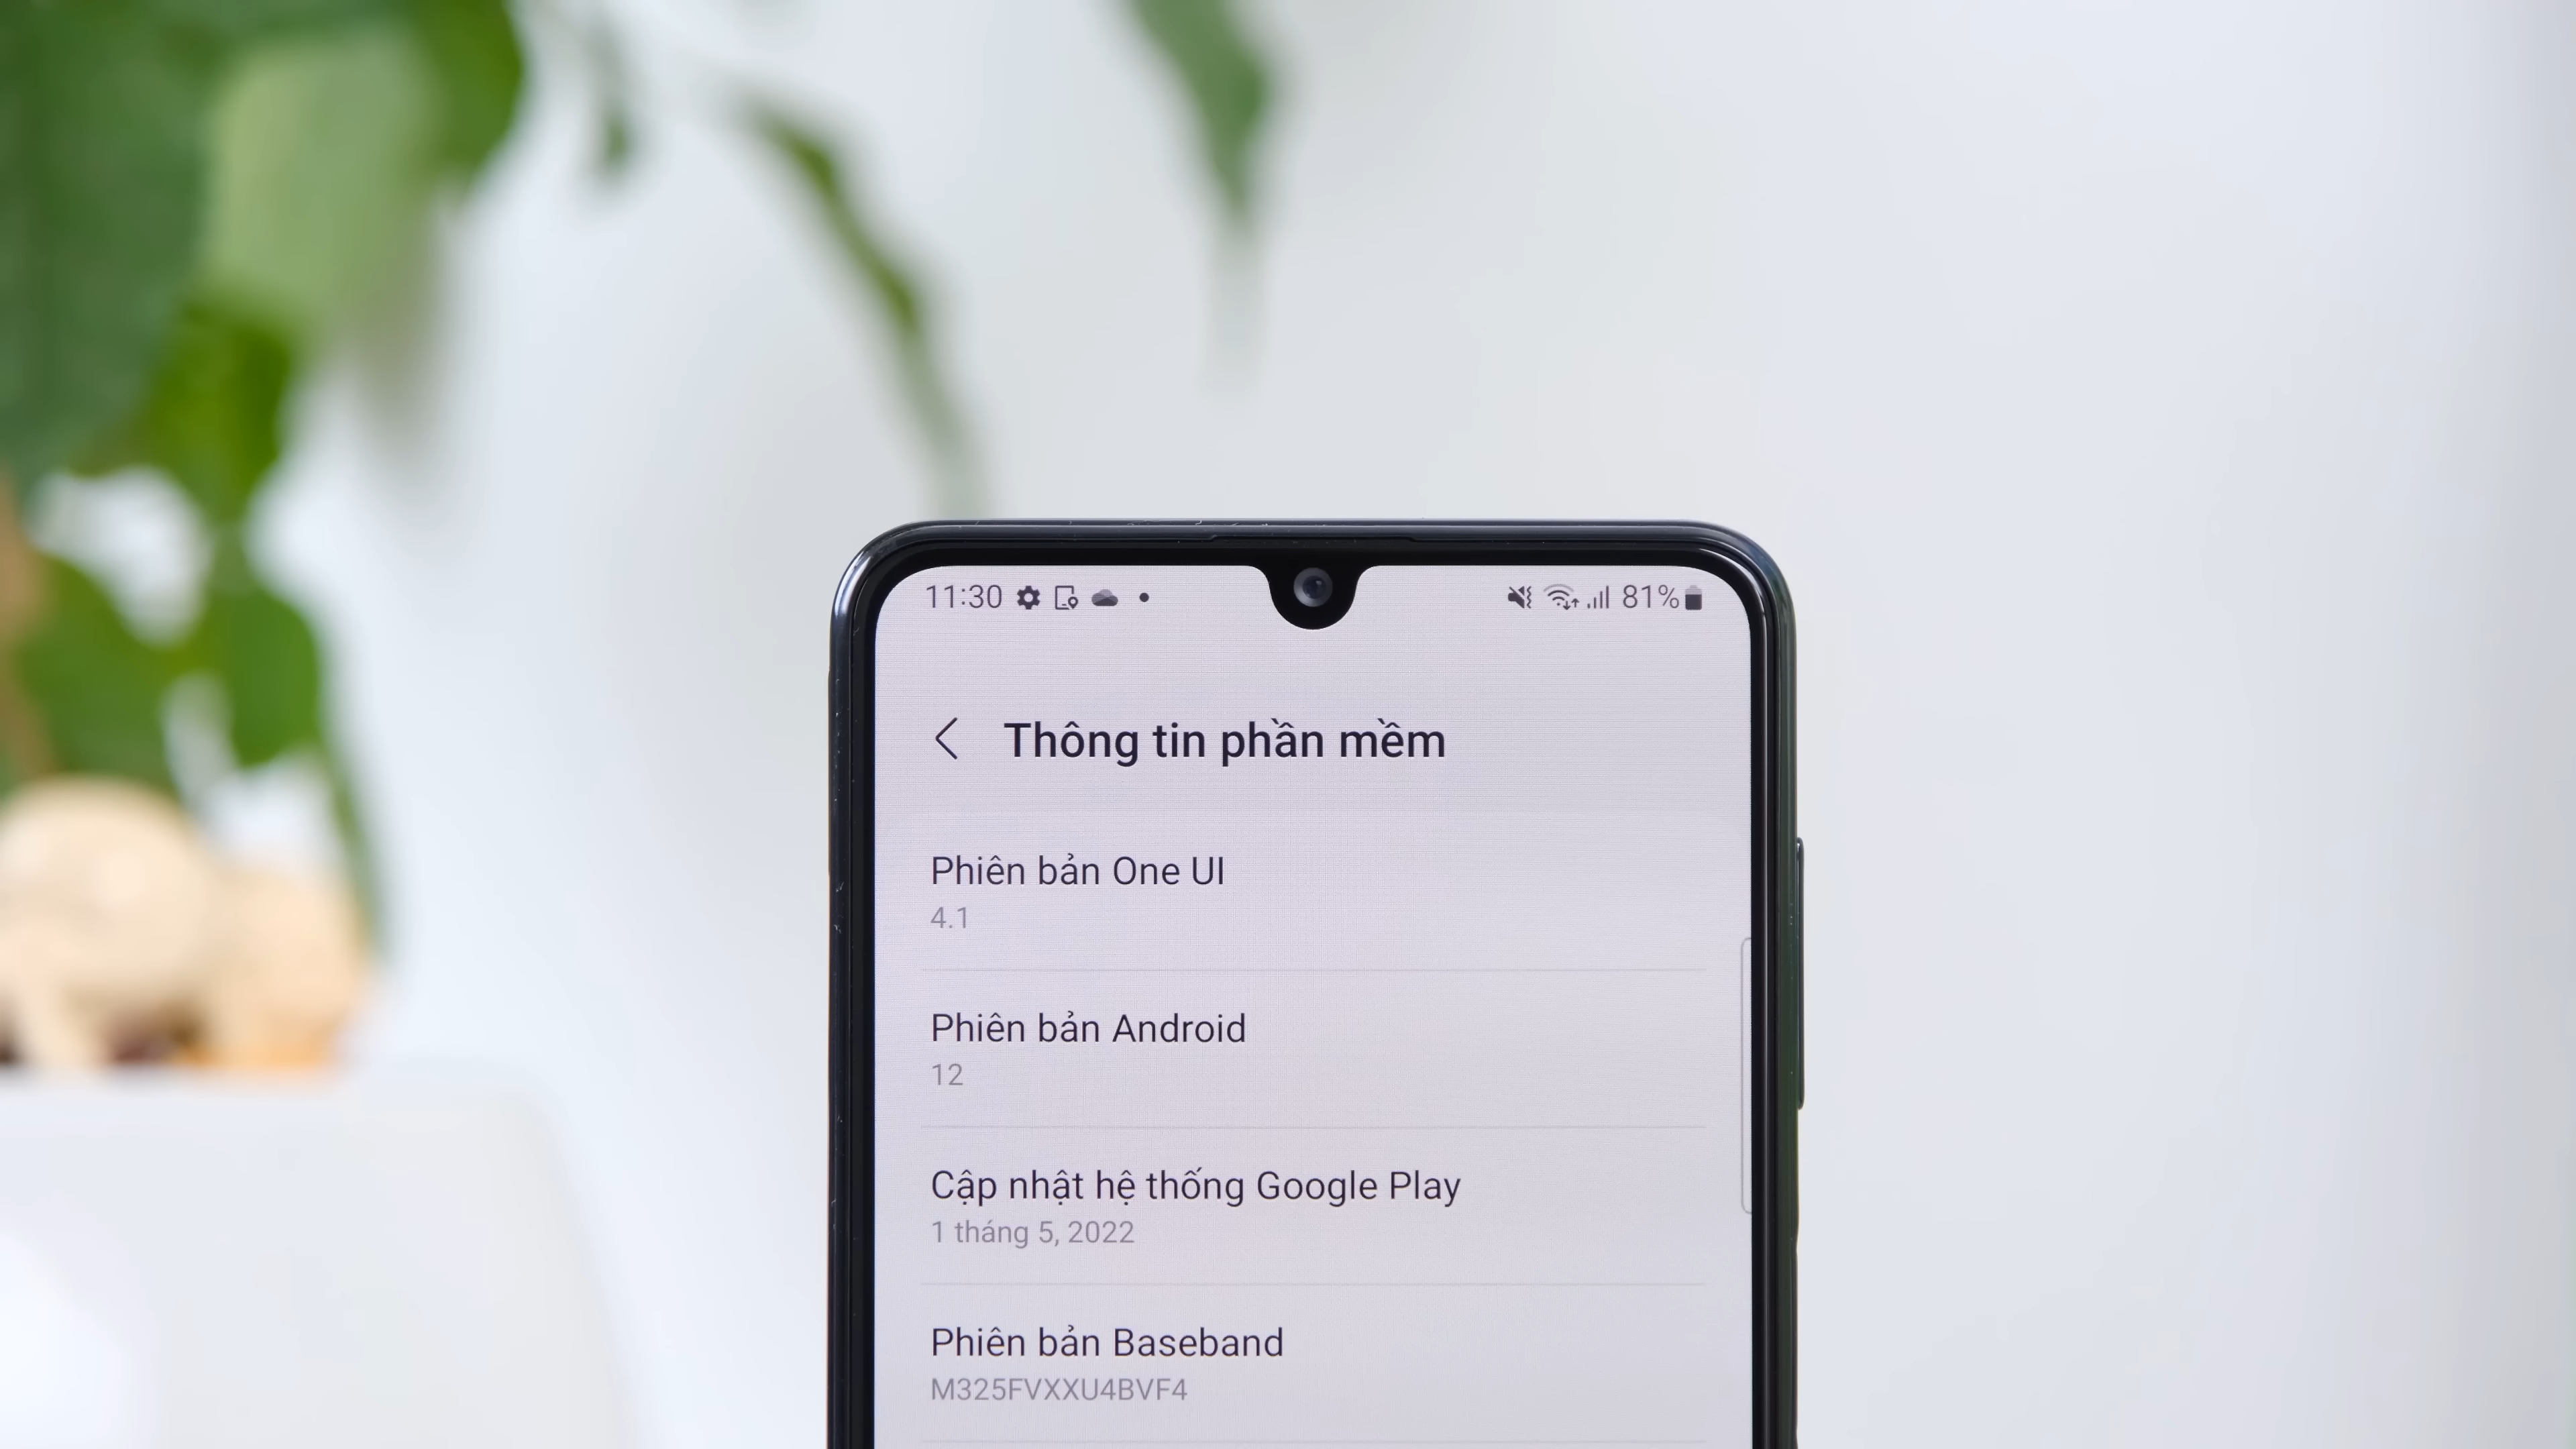 11:30 81%
Thông tin phần mềm
Phiên bản One UI
4.1
Phiên bản Android
12
Cập nhật hệ thống Google Play
1 tháng 5, 2022
Phiên bản Baseband
M325FVXXU4BVF4